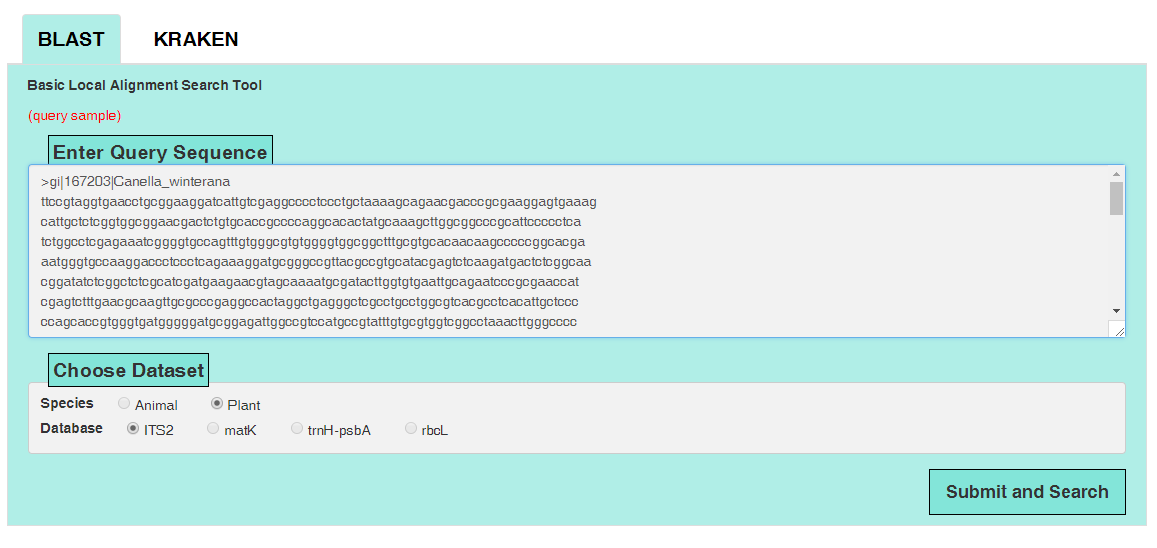 BLAST KRAKEN
Basic Local Alignment Search Tool
(query sample)
Enter Query Sequence
>gi|167203|Canella_winterana
ttccgtaggtgaacctgcggaaggatcattgtcgaggcccctccctgctaaaagcagaacgacccgcgaaggagtgaaag
cattgctctcggtggcggaacgactctgtgcaccgccccaggcacactatgcaaagcttggcggcccgcattccccctca
tctggcctcgagaaatcggggtgccagtttgtgggcgtgtggggtggcggctttgcgtgcacaacaagcccccggcacga
aatgggtgccaaggaccctccctcagaaaggatgcgggccgttacgccgtgcatacgagtctcaagatgactctcggcaa
cggatatctcggctctcgcatcgatgaagaacgtagcaaaatgcgatacttggtgtgaattgcagaatcccgcgaaccat
cgagtctttgaacgcaagttgcgcccgaggccactaggctgagggctcgcctgcctggcgtcacgcctcacattgctccc
ccagcaccgtgggtgatgggggatgcggagattggccgtccatgccgtatttgtgcgtggtcggcctaaacttgggcccc
Choose Dataset
Species Animal Plant
Database ITS2 matK trnH-psbA rbcL
Submit and Search